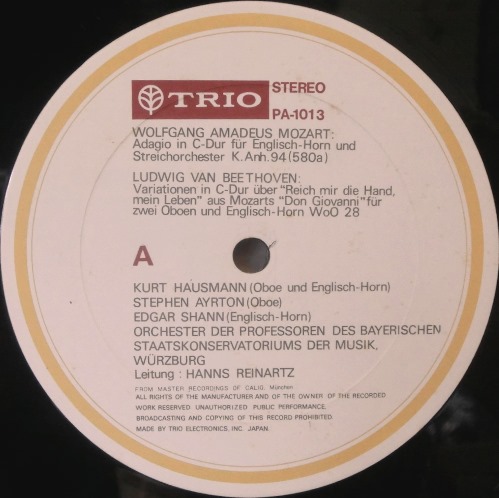 TRIO
STEREO
PA-1013
WOLFGANG AMADEUS MOZART:
Adagio in C-Dur für Englisch-Horn und
Streichorchester K.Anh.94 (580a)
LUDWIG VAN BEETHOVEN:
Variationen in C-Dur über "Reich mir die Hand,
mein Leben" aus Mozarts "Don Giovanni" für
zwei Oboen und Englisch-Horn WoO 28
A
KURT HAUSMANN (Oboe und Englisch-Horn)
STEPHEN AYRTON (Oboe)
EDGAR SHANN (Englisch-Horn)
ORCHESTER DER PROFESSOREN DES BAYERISCHEN
STAATSKONSERVATORIUMS DER MUSIK,
WÜRZBURG
Leitung : HANNS REINARTZ
FROM MASTER RECORDINGS OF CALIG, München
ALL RIGHTS OF THE MANUFACTURER AND OF THE OWNER OF THE RECORDED
WORK RESERVED UNAUTHORIZED PUBLIC PERFORMANCE.
BROADCASTING AND COPYING OF THIS RECORD PROHIBITED.
MADE BY TRIO ELECTRONICS, INC. JAPAN.